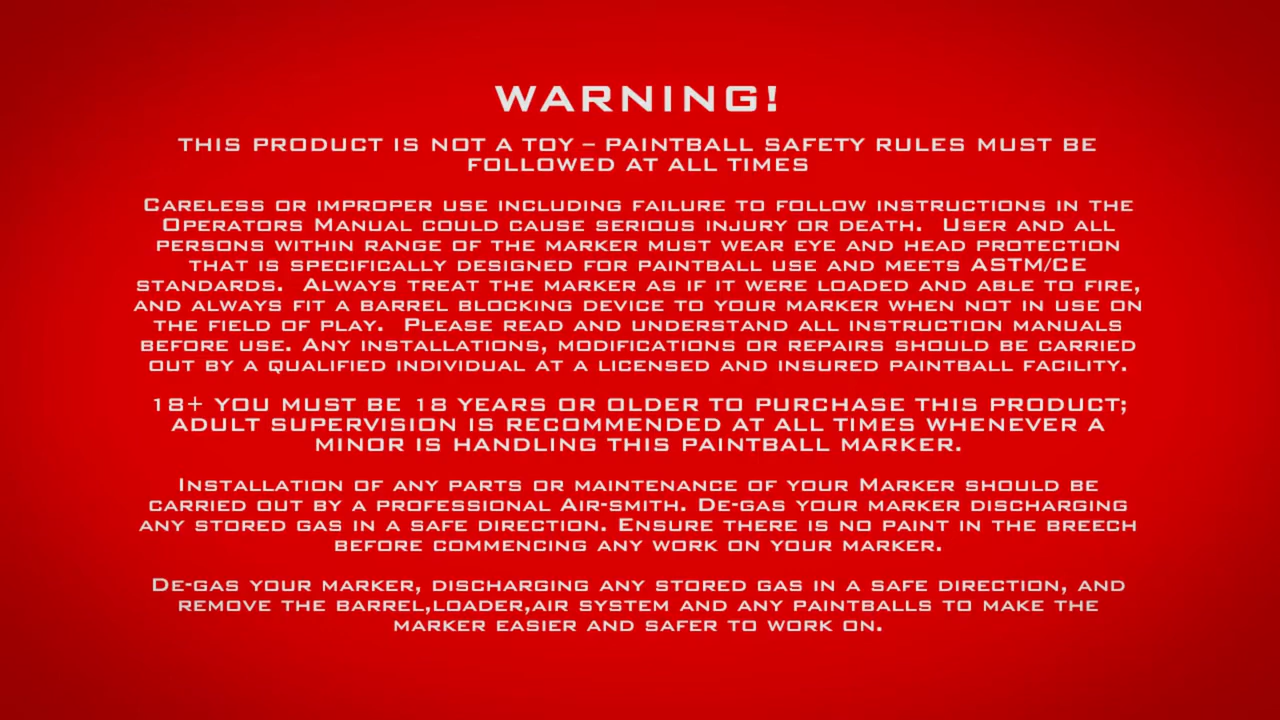 WARNING!
THIS PRODUCT IS NOT A TOY – PAINTBALL SAFETY RULES MUST BE
FOLLOWED AT ALL TIMES
CARELESS OR IMPROPER USE INCLUDING FAILURE TO FOLLOW INSTRUCTIONS IN THE
OPERATORS MANUAL COULD CAUSE SERIOUS INJURY OR DEATH.  USER AND ALL
PERSONS WITHIN RANGE OF THE MARKER MUST WEAR EYE AND HEAD PROTECTION
THAT IS SPECIFICALLY DESIGNED FOR PAINTBALL USE AND MEETS ASTM/CE
STANDARDS.  ALWAYS TREAT THE MARKER AS IF IT WERE LOADED AND ABLE TO FIRE,
AND ALWAYS FIT A BARREL BLOCKING DEVICE TO YOUR MARKER WHEN NOT IN USE ON
THE FIELD OF PLAY.  PLEASE READ AND UNDERSTAND ALL INSTRUCTION MANUALS
BEFORE USE. ANY INSTALLATIONS, MODIFICATIONS OR REPAIRS SHOULD BE CARRIED
OUT BY A QUALIFIED INDIVIDUAL AT A LICENSED AND INSURED PAINTBALL FACILITY.
18+ YOU MUST BE 18 YEARS OR OLDER TO PURCHASE THIS PRODUCT;
ADULT SUPERVISION IS RECOMMENDED AT ALL TIMES WHENEVER A
MINOR IS HANDLING THIS PAINTBALL MARKER.
INSTALLATION OF ANY PARTS OR MAINTENANCE OF YOUR MARKER SHOULD BE
CARRIED OUT BY A PROFESSIONAL AIR-SMITH. DE-GAS YOUR MARKER DISCHARGING
ANY STORED GAS IN A SAFE DIRECTION. ENSURE THERE IS NO PAINT IN THE BREECH
BEFORE COMMENCING ANY WORK ON YOUR MARKER.
DE-GAS YOUR MARKER, DISCHARGING ANY STORED GAS IN A SAFE DIRECTION, AND
REMOVE THE BARREL,LOADER,AIR SYSTEM AND ANY PAINTBALLS TO MAKE THE
MARKER EASIER AND SAFER TO WORK ON.